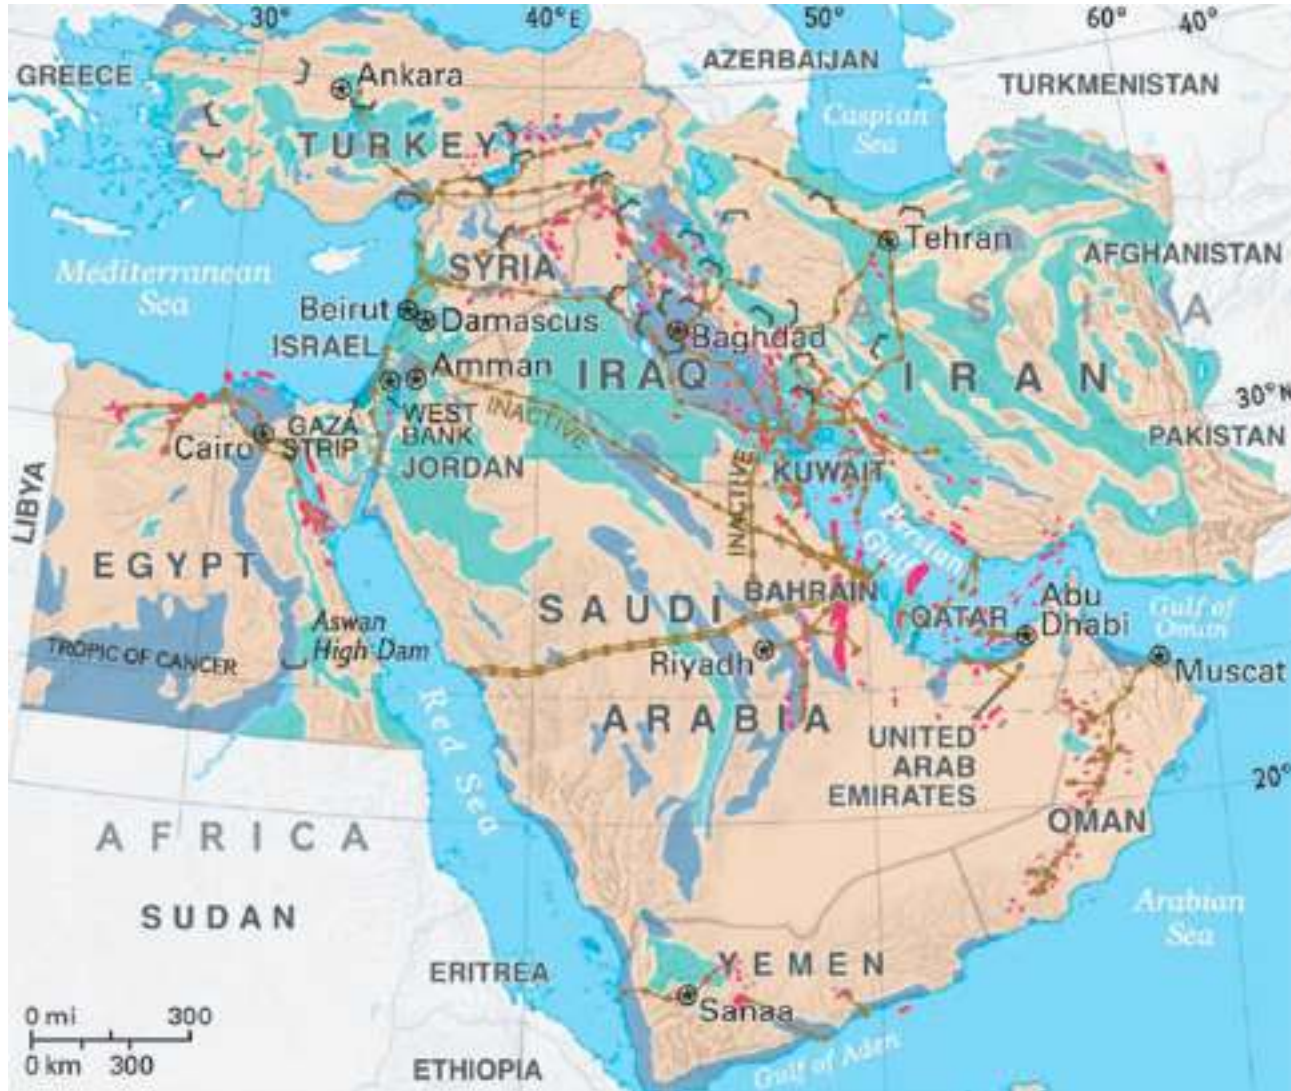 30°
40°E
50°
60°
40°
GREECE
Ankara
AZERBAIJAN
TURKMENISTAN
TURKEY
Caspian
Sea
Tehran
AFGHANISTAN
Mediterranean
Sea
SYRIA
Beirut
Damascus
ASIA
ISRAEL
Amman
Baghdad
IRAQ
IRAN
30°N
INACTIVE
WEST
BANK
GAZA
STRIP
Cairo
PAKISTAN
JORDAN
KUWAIT
LIBYA
INACTIVE
Persian
Gulf
EGYPT
BAHRAIN
SAUDI
QATAR
Abu
Dhabi
Gulf of
Oman
Aswan
High Dam
TROPIC OF CANCER
Riyadh
Muscat
Red Sea
ARABIA
UNITED
ARAB
EMIRATES
20°
OMAN
AFRICA
SUDAN
Arabian
Sea
YEMEN
ERITREA
Sanaa
0 mi 300
0 km 300
Gulf of Aden
ETHIOPIA